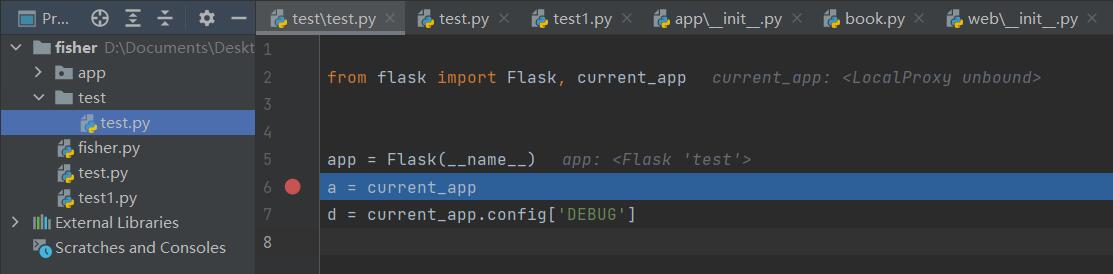 Pr...
test\test.py
test.py
test1.py
app\__init__.py
book.py
web\__init__.py
fisher D:\Documents\Deskt
app
test
test.py
fisher.py
test.py
test1.py
External Libraries
Scratches and Consoles
1
2 from flask import Flask, current_app current_app: <LocalProxy unbound>
3
4
5 app = Flask(__name__) app: <Flask 'test'>
6 a = current_app
7 d = current_app.config['DEBUG']
8